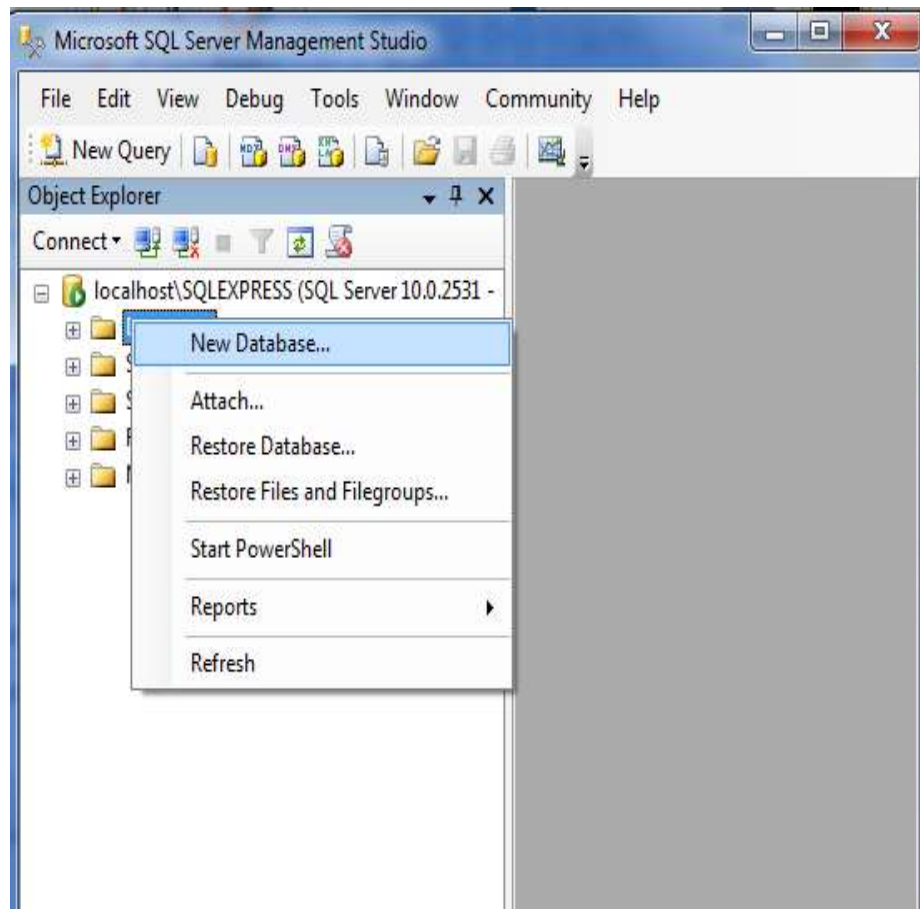 Microsoft SQL Server Management Studio
File Edit View Debug Tools Window Community Help
New Query
Object Explorer
Connect
localhost\SQLEXPRESS (SQL Server 10.0.2531 -
New Database...
Attach...
Restore Database...
Restore Files and Filegroups...
Start PowerShell
Reports
Refresh